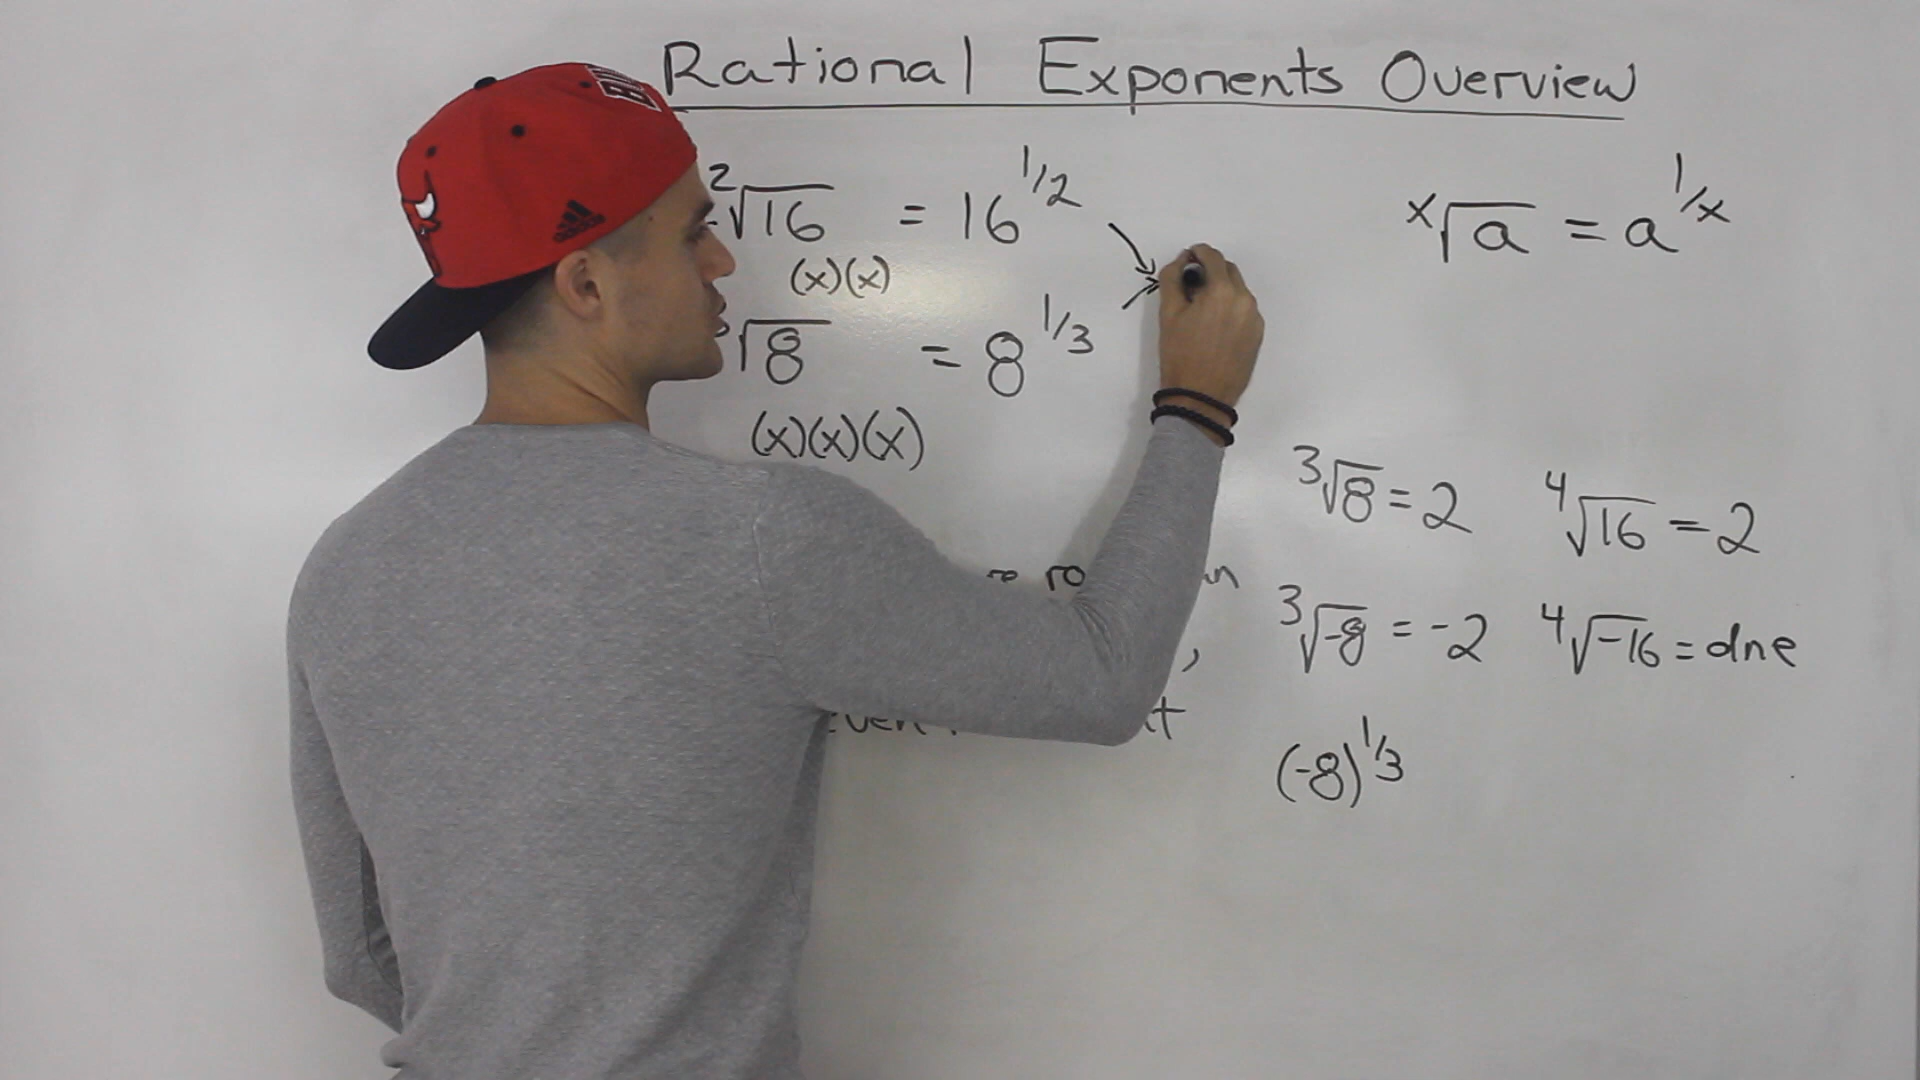 Rational Exponents Overview
²√16 = 16^1/2
(x)(x)
√8 = 8^1/3
(x)(x)(x)
ˣ√a = a^1/x
³√8 = 2
⁴√16 = 2
³√-8 = -2
⁴√-16 = dne
(-8)^1/3